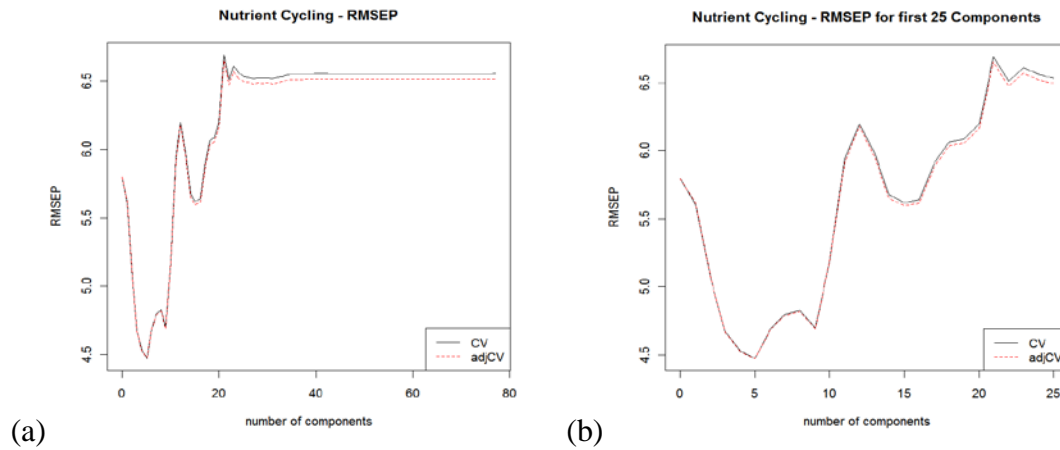 Nutrient Cycling - RMSEP
RMSEP
6.5
6.0
5.5
5.0
4.5
0 20 40 60 80
number of components
CV
adjCV
(a)
Nutrient Cycling - RMSEP for first 25 Components
RMSEP
6.5
6.0
5.5
5.0
4.5
0 5 10 15 20 25
number of components
CV
adjCV
(b)